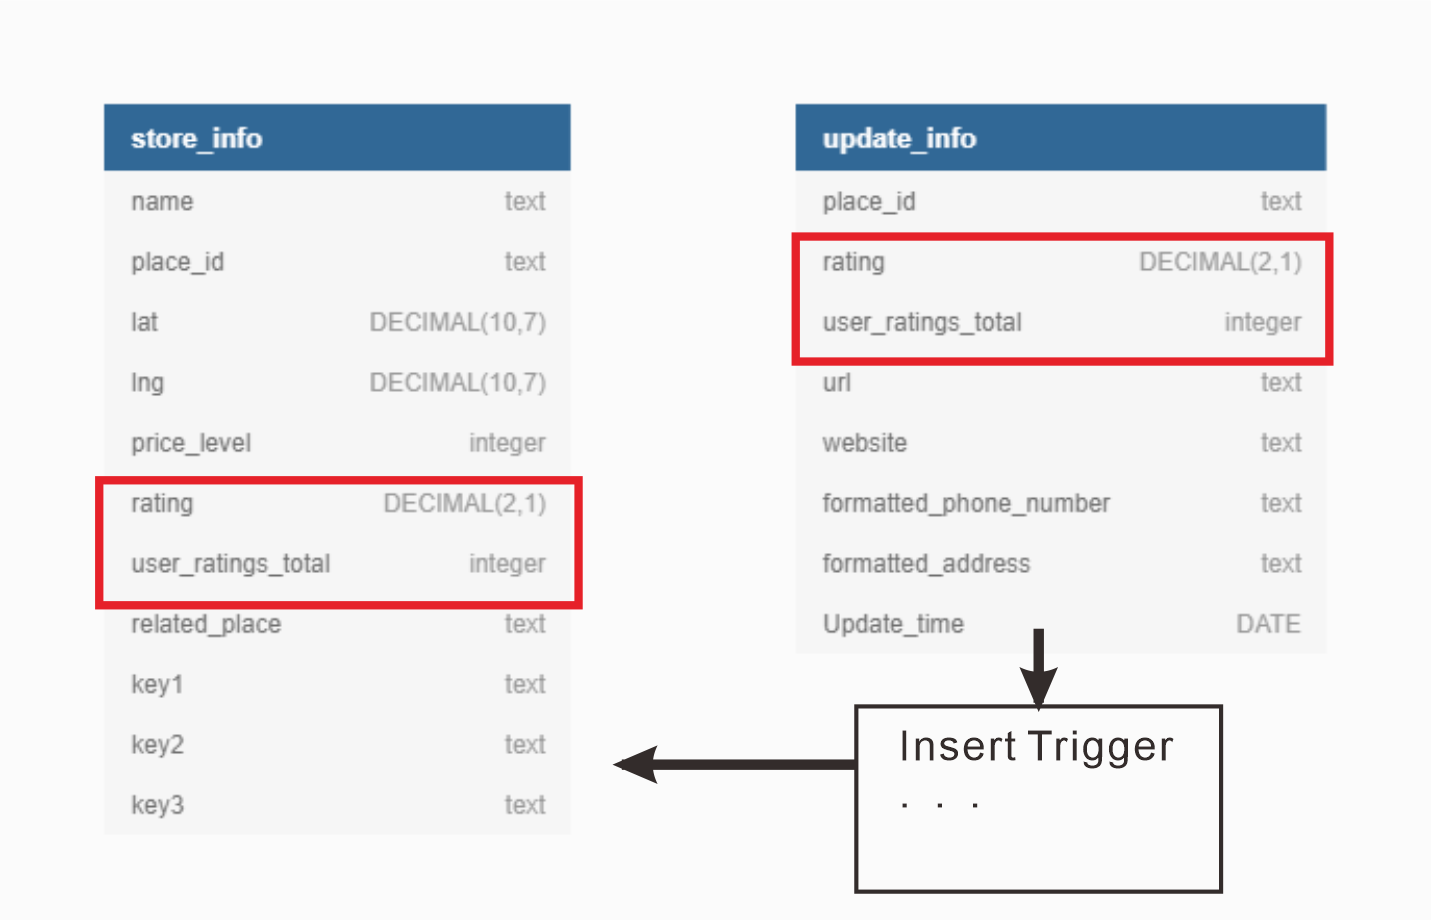 store_info
name text
place_id text
lat DECIMAL(10,7)
lng DECIMAL(10,7)
price_level integer
rating DECIMAL(2,1)
user_ratings_total integer
related_place text
key1 text
key2 text
key3 text
update_info
place_id text
rating DECIMAL(2,1)
user_ratings_total integer
url text
website text
formatted_phone_number text
formatted_address text
Update_time DATE
Insert Trigger
. . .